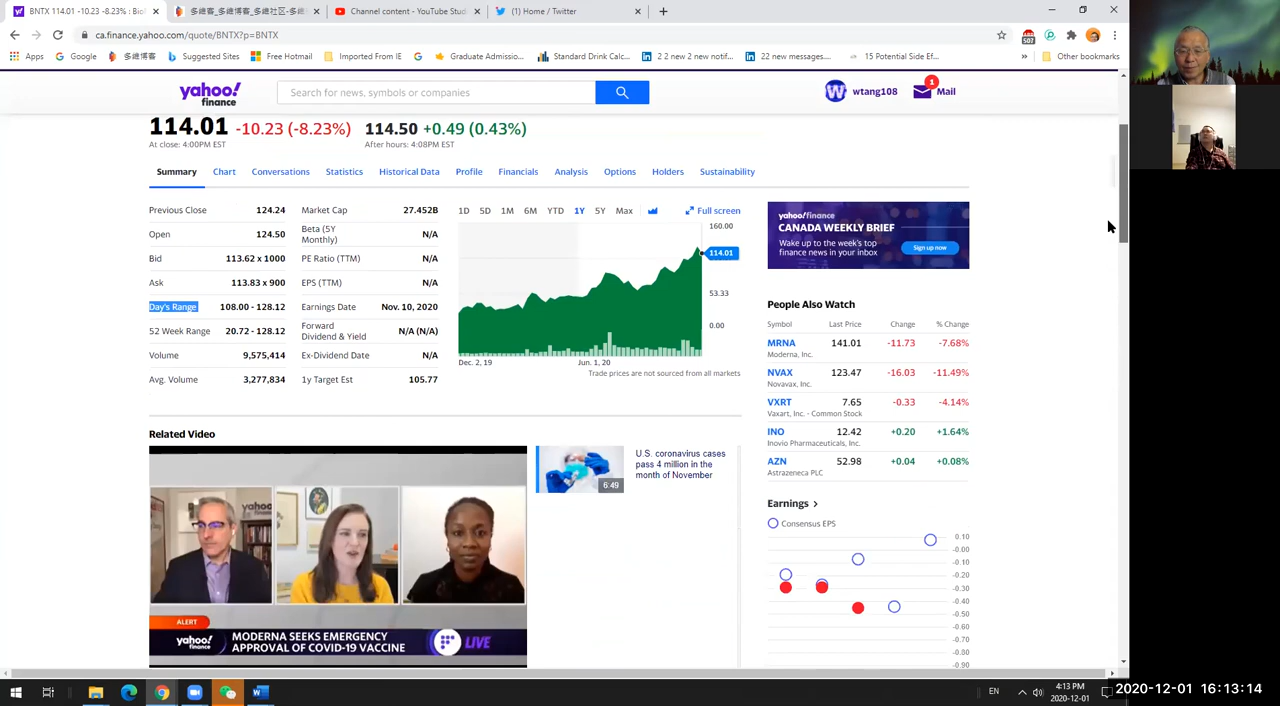 BNTX 114.01 -10.23 -8.23% : Bio
多維博客_多維社区-多維
Channel content - YouTube Stud
(1) Home / Twitter
ca.finance.yahoo.com/quote/BNTX?p=BNTX
507
Apps
Google
多維博客
Suggested Sites
Free Hotmail
Imported From IE
Graduate Admissio...
Standard Drink Calc...
2 2 new 2 new notif...
22 new messages....
15 Potential Side Ef...
»
Other bookmarks
yahoo!
finance
Search for news, symbols or companies
W
wtang108
1
Mail
114.01 -10.23 (-8.23%)
114.50 +0.49 (0.43%)
At close: 4:00PM EST
After hours: 4:08PM EST
Summary
Chart
Conversations
Statistics
Historical Data
Profile
Financials
Analysis
Options
Holders
Sustainability
Previous Close 124.24
Open 124.50
Bid 113.62 x 1000
Ask 113.83 x 900
Day's Range 108.00 - 128.12
52 Week Range 20.72 - 128.12
Volume 9,575,414
Avg. Volume 3,277,834
Market Cap 27.452B
Beta (5Y
Monthly) N/A
PE Ratio (TTM) N/A
EPS (TTM) N/A
Earnings Date Nov. 10, 2020
Forward
Dividend & Yield N/A (N/A)
Ex-Dividend Date N/A
1y Target Est 105.77
1D 5D 1M 6M YTD 1Y 5Y Max
Full screen
160.00
114.01
53.33
0.00
Dec. 2, 19
Jun. 1, 20
Trade prices are not sourced from all markets
yahoo!finance
CANADA WEEKLY BRIEF
Wake up to the week's top
finance news in your inbox
Sign up now
People Also Watch
Symbol Last Price Change % Change
MRNA 141.01 -11.73 -7.68%
Moderna, Inc.
NVAX 123.47 -16.03 -11.49%
Novavax, Inc.
VXRT 7.65 -0.33 -4.14%
Vaxart, Inc. - Common Stock
INO 12.42 +0.20 +1.64%
Inovio Pharmaceuticals, Inc.
AZN 52.98 +0.04 +0.08%
Astrazeneca PLC
Related Video
yahoo!
ALERT
yahoo!
finance
MODERNA SEEKS EMERGENCY
APPROVAL OF COVID-19 VACCINE
LIVE
6:49
U.S. coronavirus cases
pass 4 million in the
month of November
Earnings
Consensus EPS
0.10
-0.00
-0.10
-0.20
-0.30
-0.40
-0.50
-0.60
-0.70
-0.80
-0.90
EN
4:13 PM
2020-12-01
2020-12-01 16:13:14